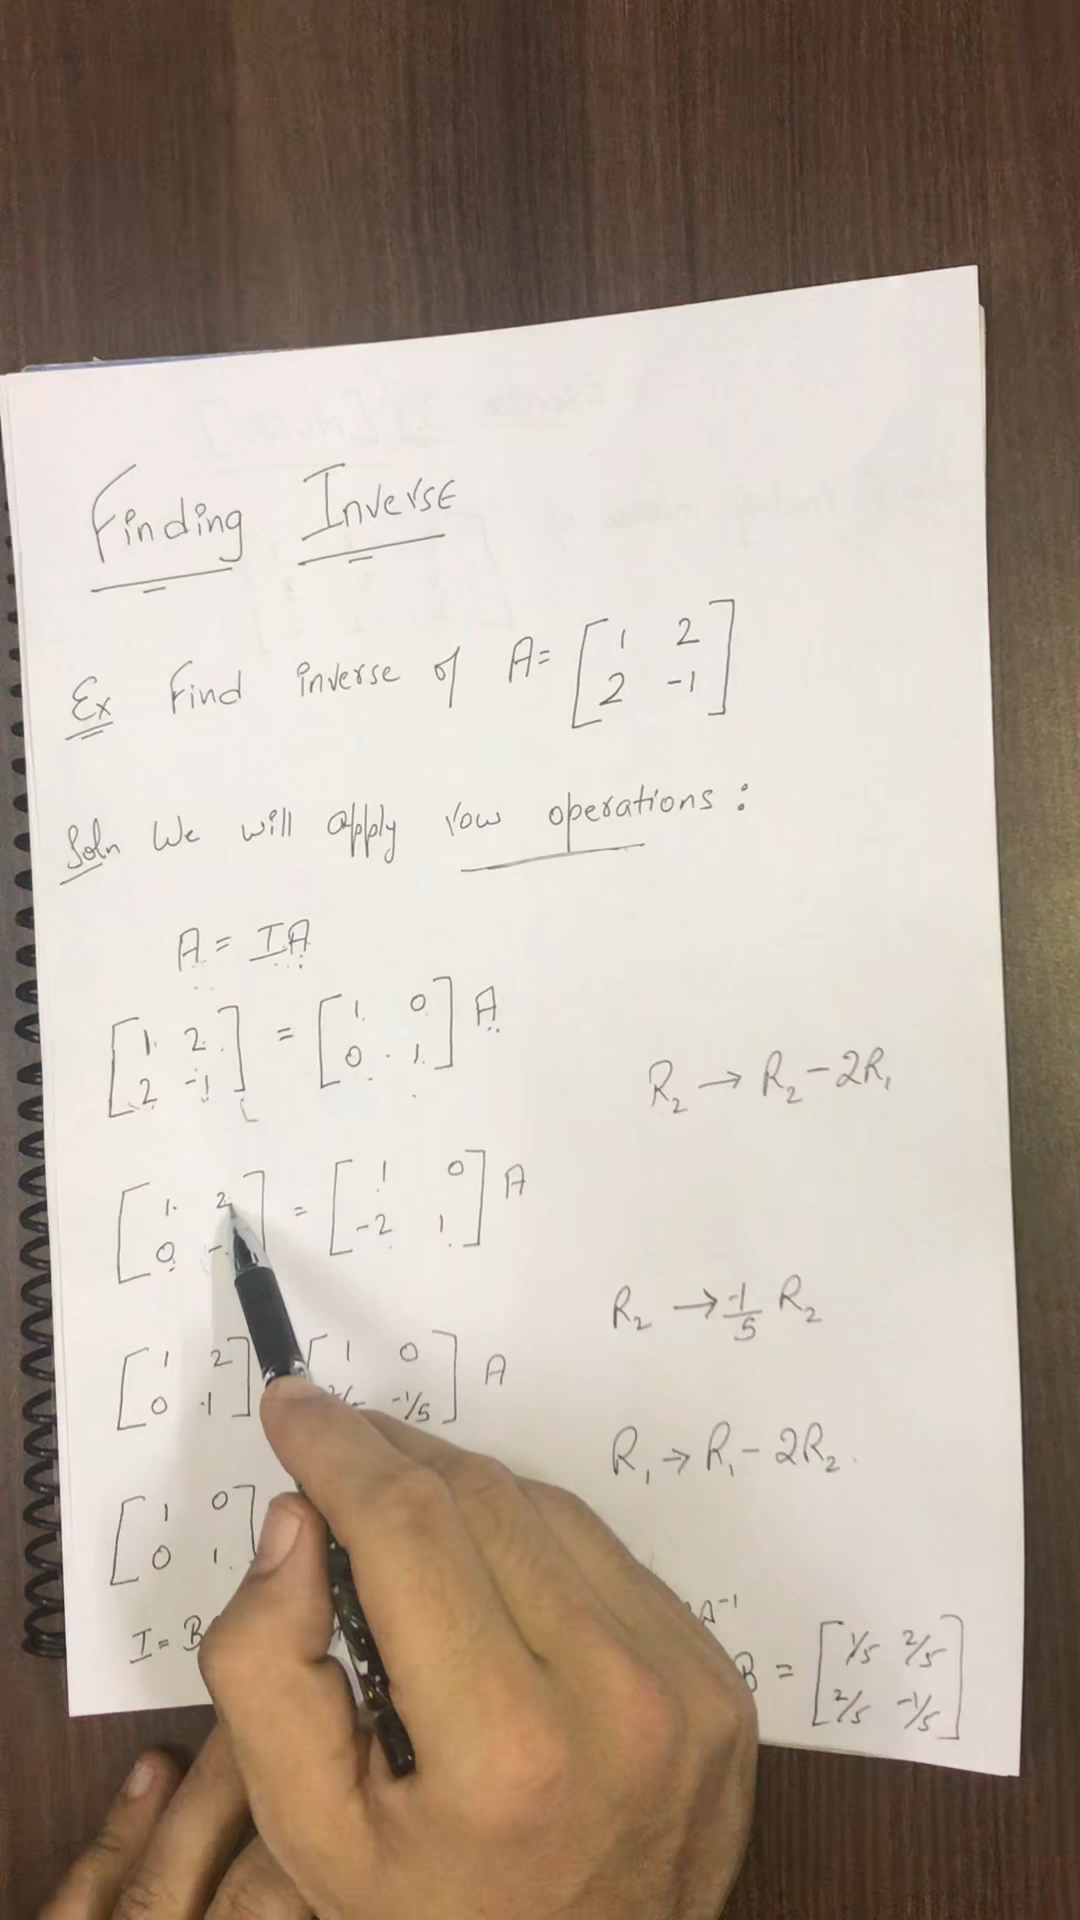 Finding Inverse
Ex Find inverse of A= [1 2
2 -1]
Soln We will apply row operations :
A = IA
[1 2
2 -1] = [1 0
0 1] A
R₂ → R₂ - 2R₁
[1 2
0 -] = [1 0
-2 1] A
R₂ → -1/5 R₂
[1 2
0 1] [1 0
-1/5] A
R₁ → R₁ - 2R₂
[1 0
0 1]
I = B
A⁻¹
B = [1/5 2/5
2/5 -1/5]